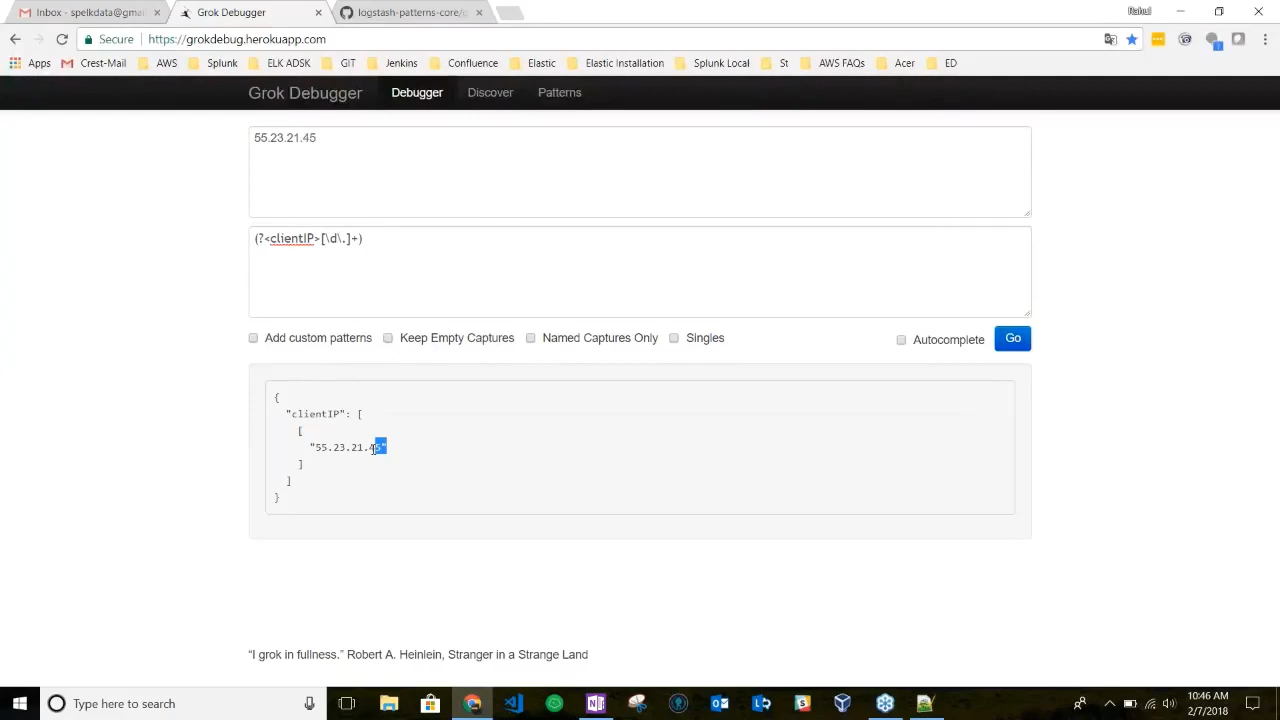 Inbox - spelkdata@gmai
Grok Debugger
logstash-patterns-core/g
Rahul
Secure
https://grokdebug.herokuapp.com
Apps
Crest-Mail
AWS
Splunk
ELK ADSK
GIT
Jenkins
Confluence
Elastic
Elastic Installation
Splunk Local
ST
AWS FAQs
Acer
ED
Grok Debugger
Debugger
Discover
Patterns
55.23.21.45
(?<clientIP>[\d\.]+)
Add custom patterns
Keep Empty Captures
Named Captures Only
Singles
Autocomplete
Go
{
"clientIP": [
[
"55.23.21.45"
]
]
}
“I grok in fullness.” Robert A. Heinlein, Stranger in a Strange Land
Type here to search
10:46 AM
2/7/2018